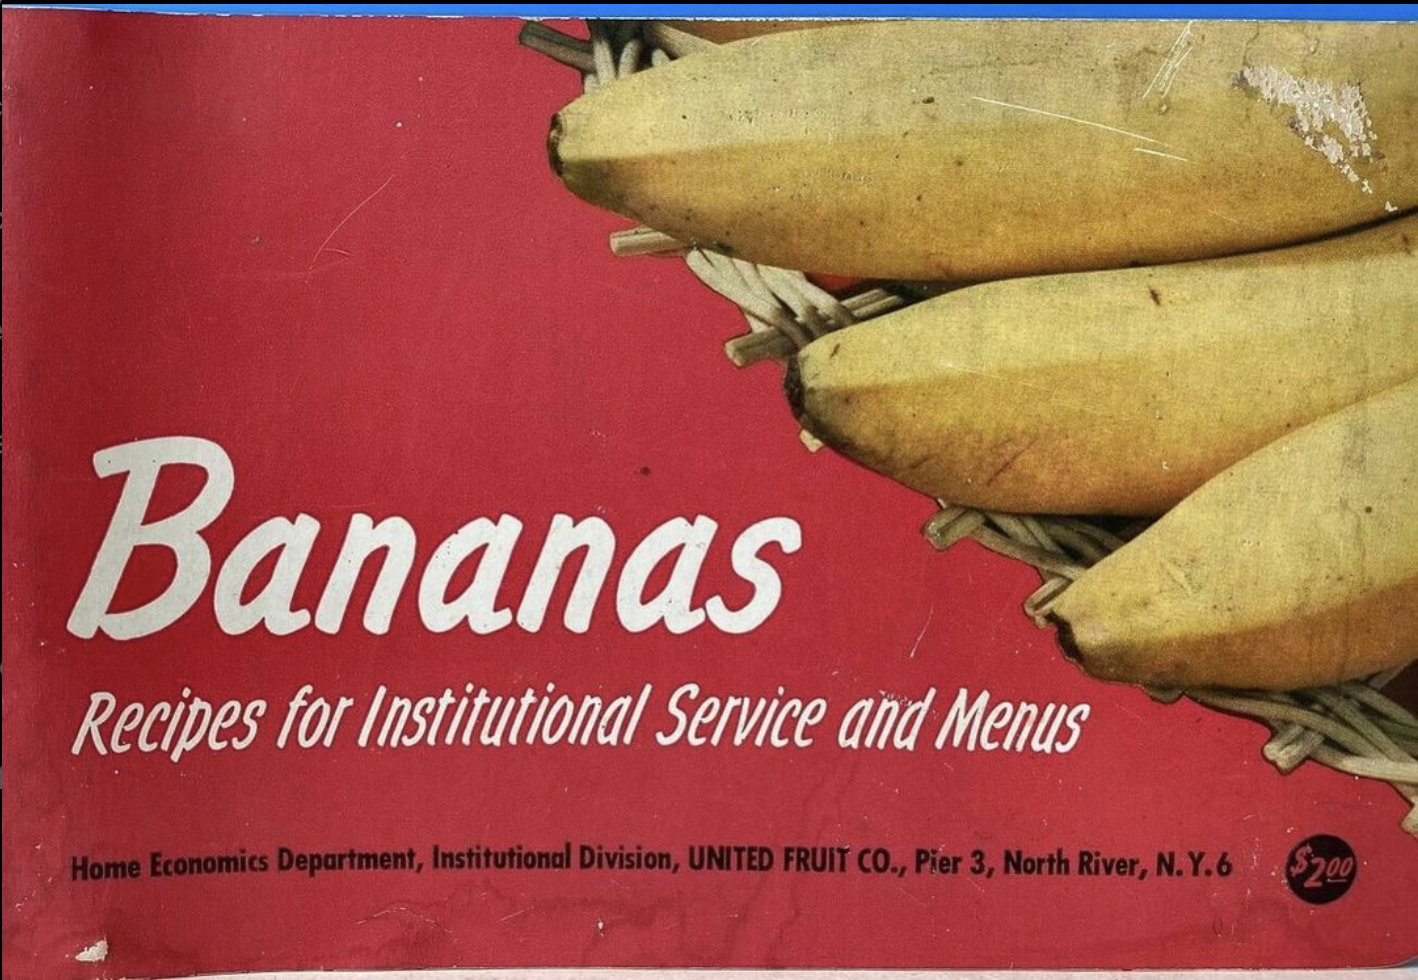 Bananas
Recipes for Institutional Service and Menus
Home Economics Department, Institutional Division, UNITED FRUIT CO., Pier 3, North River, N.Y. 6
$2.00